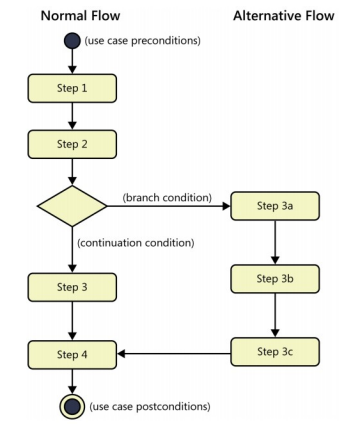 Normal Flow
Alternative Flow
(use case preconditions)
Step 1
Step 2
(branch condition)
Step 3a
(continuation condition)
Step 3
Step 3b
Step 4
Step 3c
(use case postconditions)